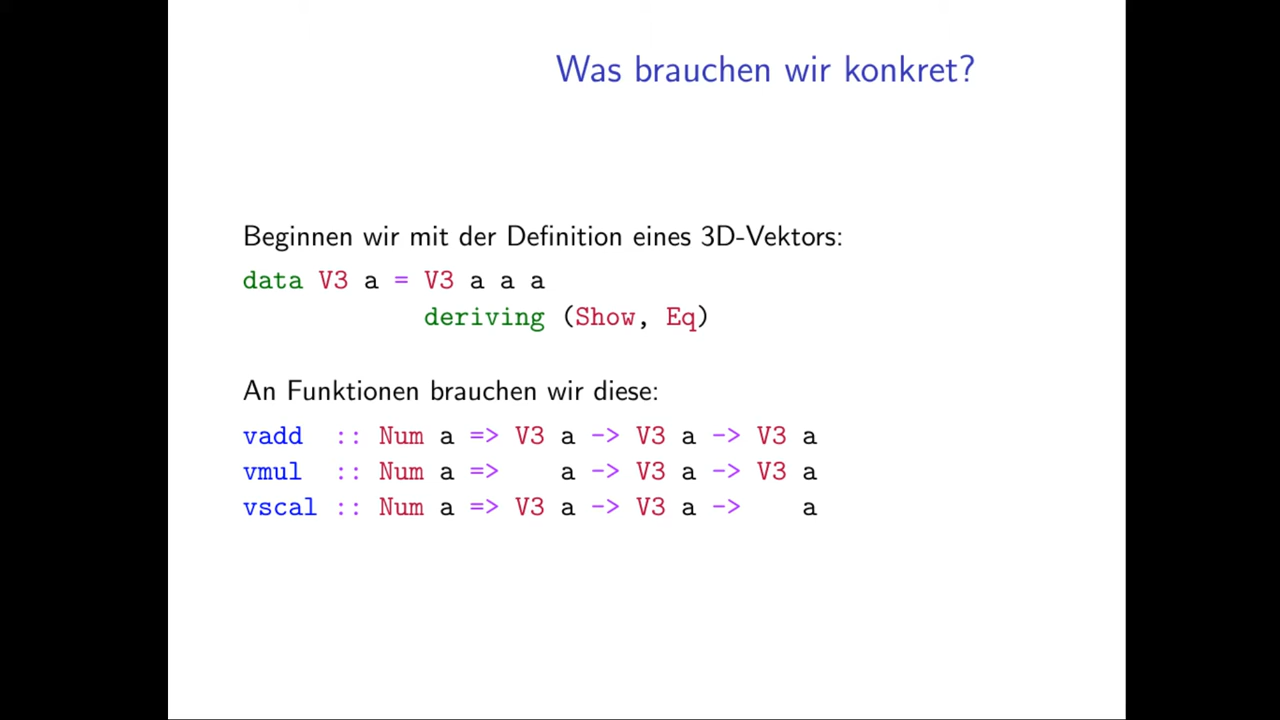 Was brauchen wir konkret?
Beginnen wir mit der Definition eines 3D-Vektors:
data V3 a = V3 a a a
            deriving (Show, Eq)
An Funktionen brauchen wir diese:
vadd  :: Num a => V3 a -> V3 a -> V3 a
vmul  :: Num a =>    a -> V3 a -> V3 a
vscal :: Num a => V3 a -> V3 a ->    a